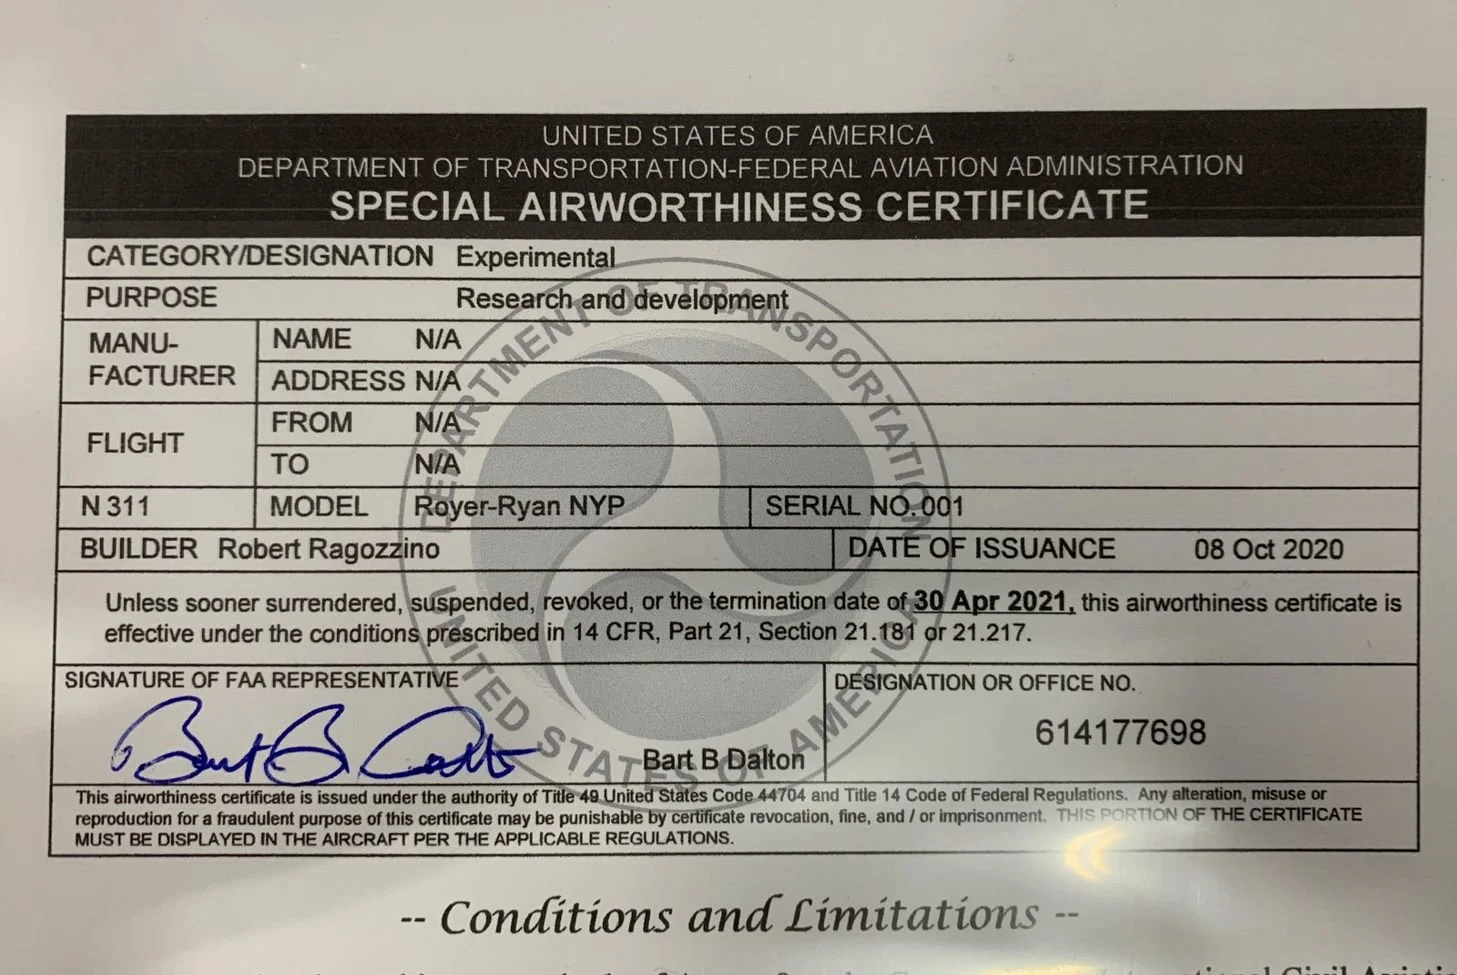 UNITED STATES OF AMERICA
DEPARTMENT OF TRANSPORTATION-FEDERAL AVIATION ADMINISTRATION
SPECIAL AIRWORTHINESS CERTIFICATE
CATEGORY/DESIGNATION Experimental
PURPOSE Research and development
MANU-
FACTURER
NAME N/A
ADDRESS N/A
FLIGHT
FROM N/A
TO N/A
N 311 MODEL Royer-Ryan NYP SERIAL NO. 001
BUILDER Robert Ragozzino DATE OF ISSUANCE 08 Oct 2020
Unless sooner surrendered, suspended, revoked, or the termination date of 30 Apr 2021, this airworthiness certificate is
effective under the conditions prescribed in 14 CFR, Part 21, Section 21.181 or 21.217.
SIGNATURE OF FAA REPRESENTATIVE
Bart B Dalton
DESIGNATION OR OFFICE NO.
614177698
This airworthiness certificate is issued under the authority of Title 49 United States Code 44704 and Title 14 Code of Federal Regulations. Any alteration, misuse or
reproduction for a fraudulent purpose of this certificate may be punishable by certificate revocation, fine, and / or imprisonment. THIS PORTION OF THE CERTIFICATE
MUST BE DISPLAYED IN THE AIRCRAFT PER THE APPLICABLE REGULATIONS.
DEPARTMENT OF TRANSPORTATION
UNITED STATES OF AMERICA
-- Conditions and Limitations --